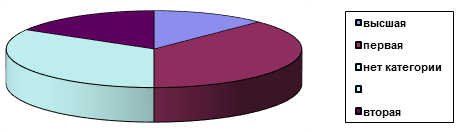 высшая
первая
нет категории
вторая